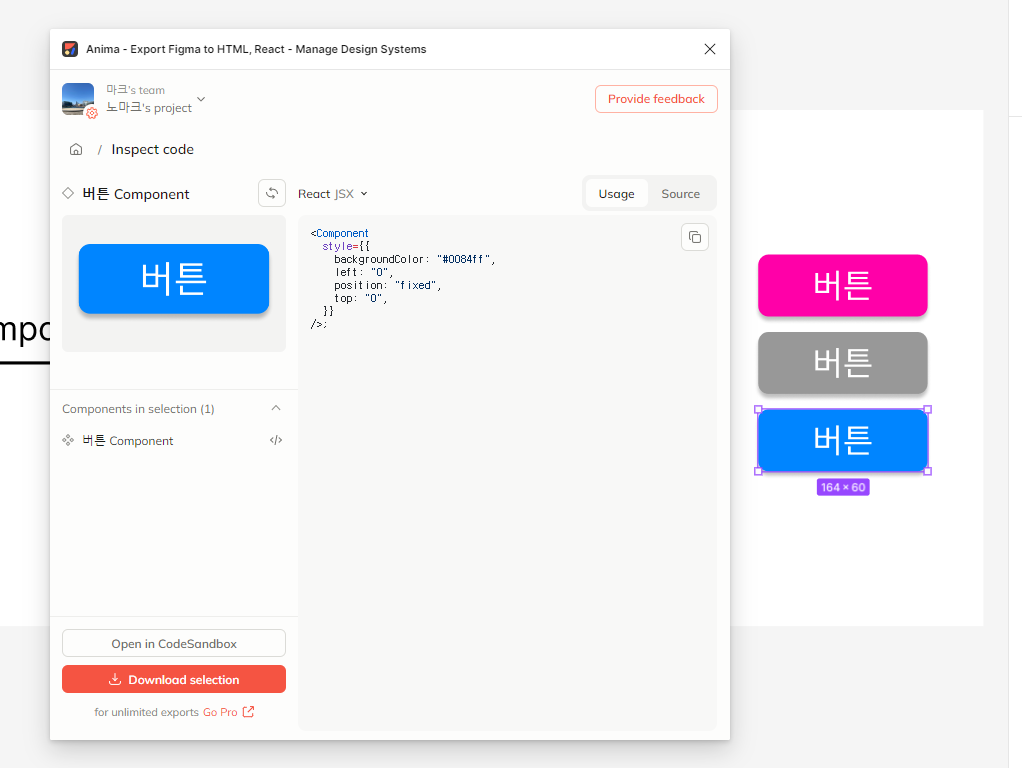 Anima - Export Figma to HTML, React - Manage Design Systems
마크's team
노마크's project
Provide feedback
/ Inspect code
버튼 Component
React JSX
Usage
Source
버튼
<Component
style={{
backgroundColor: "#0084ff",
left: "0",
position: "fixed",
top: "0",
}}
/>;
Components in selection (1)
버튼 Component
</>
Open in CodeSandbox
Download selection
for unlimited exports Go Pro
버튼
버튼
버튼
164 × 60